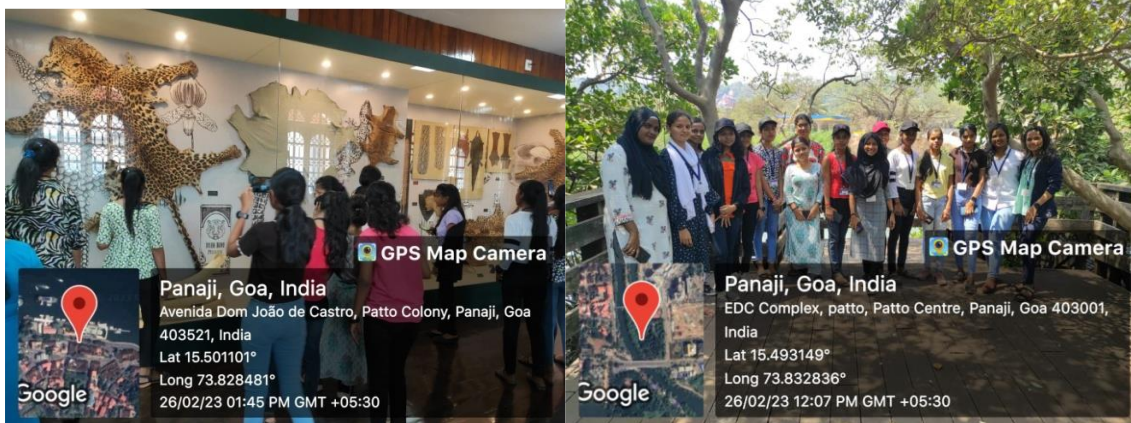 GPS Map Camera
Panaji, Goa, India
Avenida Dom João de Castro, Patto Colony, Panaji, Goa
403521, India
Lat 15.501101°
Long 73.828481°
26/02/23 01:45 PM GMT +05:30
Google
GPS Map Camera
Panaji, Goa, India
EDC Complex, patto, Patto Centre, Panaji, Goa 403001,
India
Lat 15.493149°
Long 73.832836°
26/02/23 12:07 PM GMT +05:30
Google